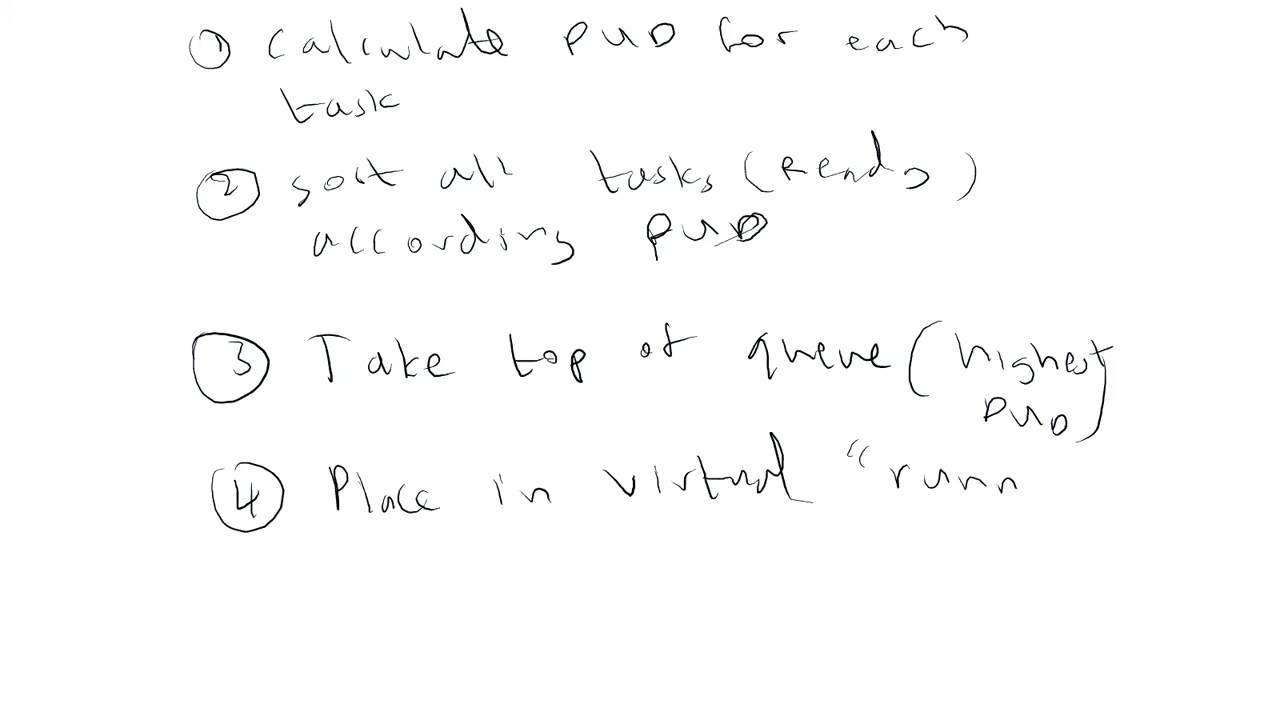 ① Calculate PUD for each
task
② sort all tasks (Ready)
according PUD
③ Take top of queue (highest
PUD)
④ Place in virtual "runn